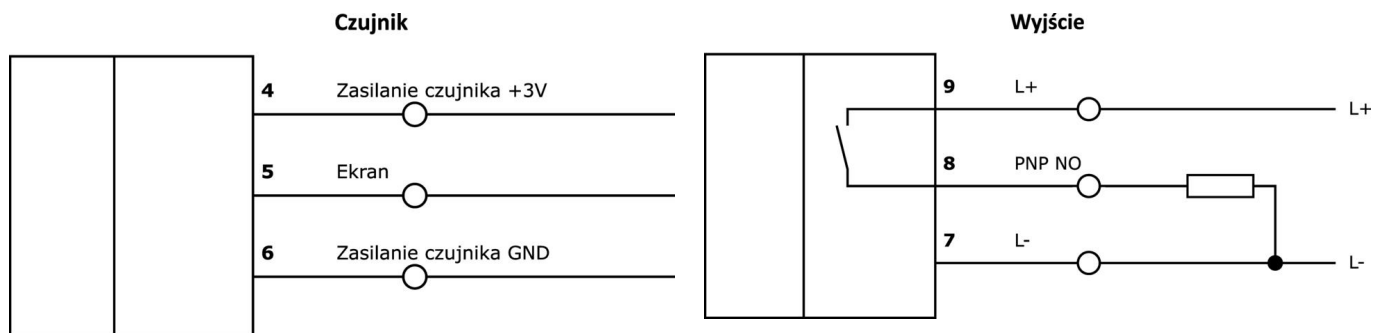 Czujnik
4 Zasilanie czujnika +3V
5 Ekran
6 Zasilanie czujnika GND
Wyjście
9 L+ L+
8 PNP NO
7 L- L-